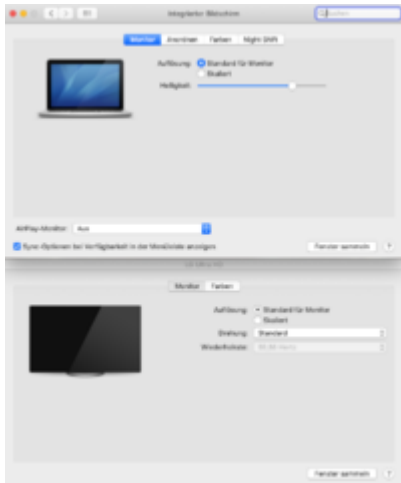 Integrierter Bildschirm
Suchen
Monitor Anordnen Farben Night Shift
Auflösung: Standard für Monitor
Skaliert
Helligkeit:
AirPlay-Monitor: Aus
Sync-Optionen bei Verfügbarkeit in der Menüleiste anzeigen
Fenster sammeln ?
Monitor Farben
Auflösung: Standard für Monitor
Skaliert
Drehung: Standard
Fenster sammeln ?